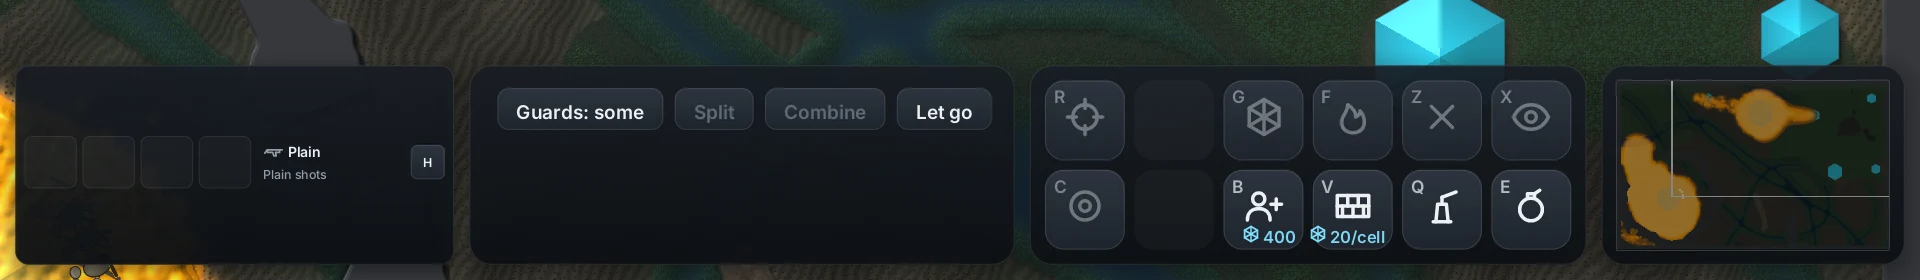 Plain
Plain shots
H
Guards: some
Split
Combine
Let go
R
G
F
Z
X
C
B
400
V
20/cell
Q
E